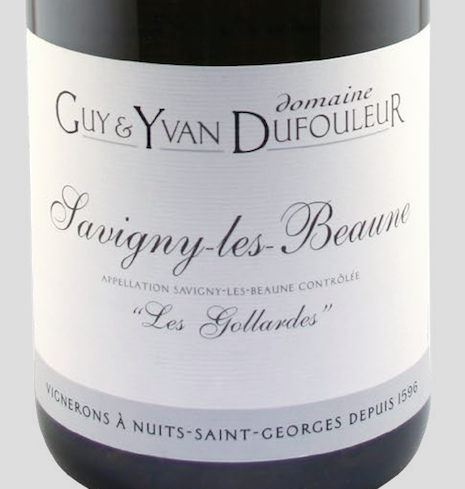 domaine
GUY & YVAN DUFOULEUR
Savigny-les-Beaune
APPELLATION SAVIGNY-LES-BEAUNE CONTRÔLÉE
"Les Gollardes"
VIGNERONS À NUITS-SAINT-GEORGES DEPUIS 1596